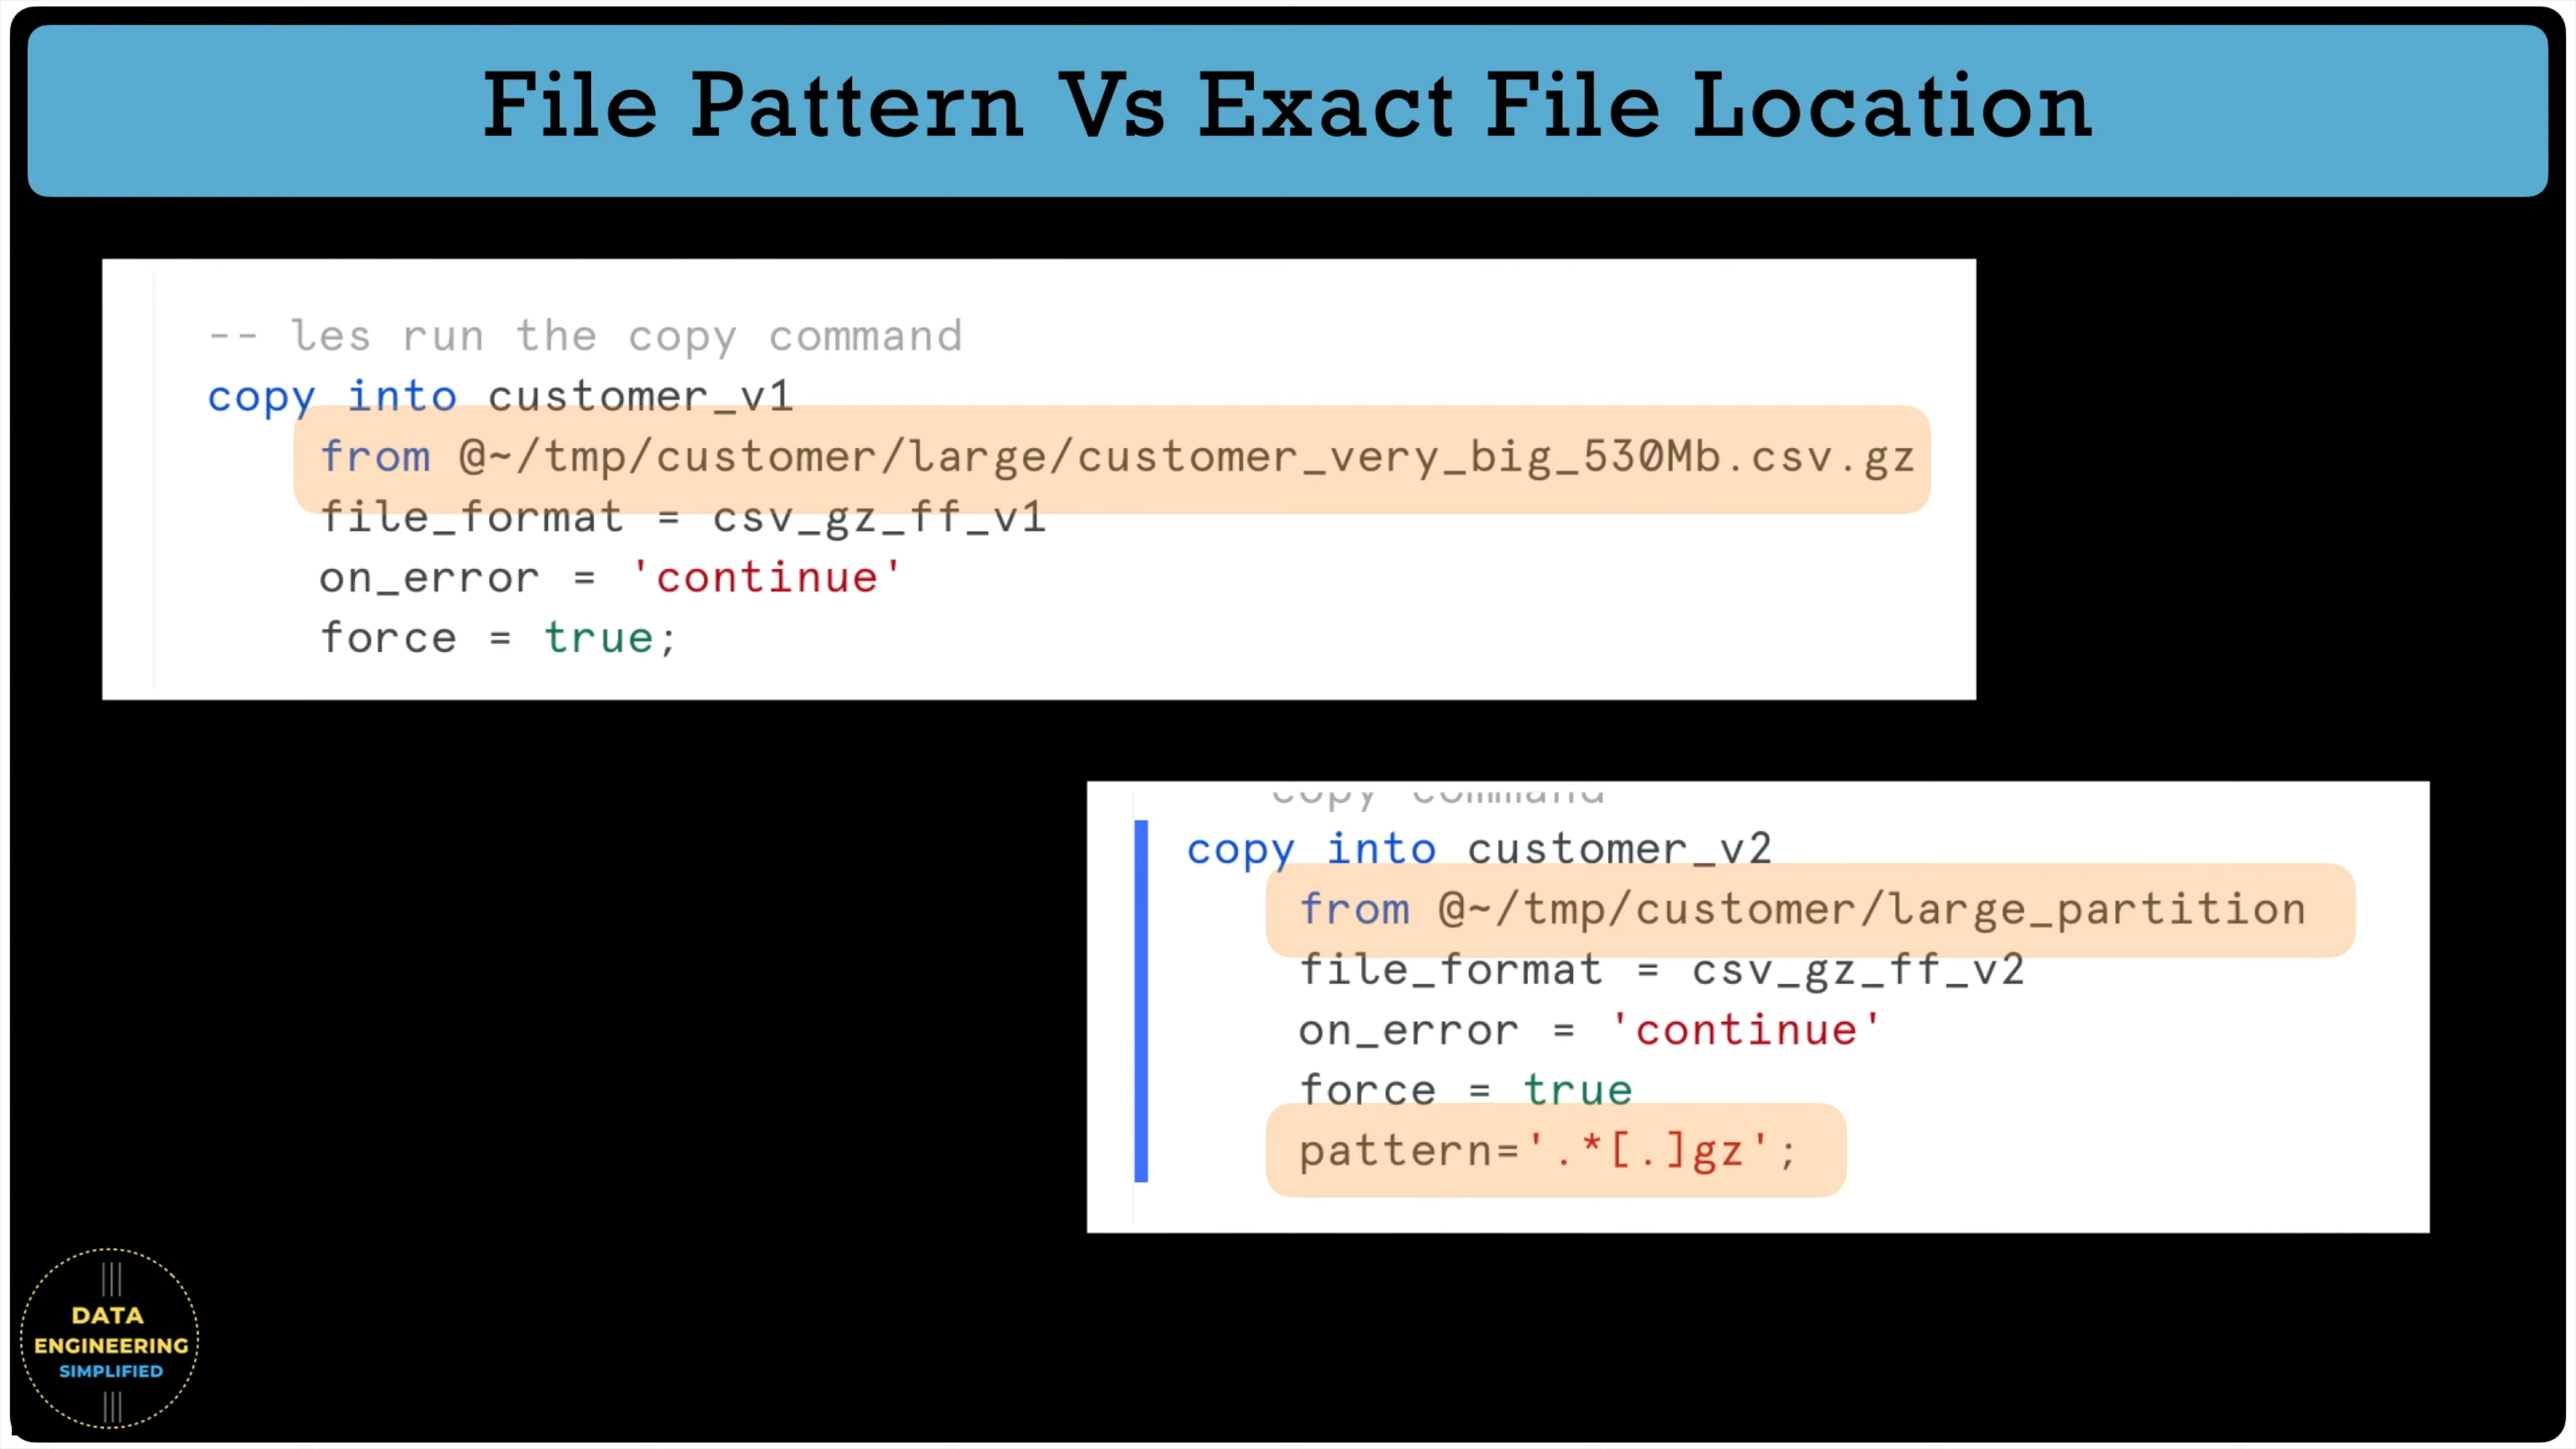 File Pattern Vs Exact File Location
-- les run the copy command
copy into customer_v1
from @~/tmp/customer/large/customer_very_big_530Mb.csv.gz
file_format = csv_gz_ff_v1
on_error = 'continue'
force = true;
copy command
copy into customer_v2
from @~/tmp/customer/large_partition
file_format = csv_gz_ff_v2
on_error = 'continue'
force = true
pattern='.*[.]gz';
DATA
ENGINEERING
SIMPLIFIED